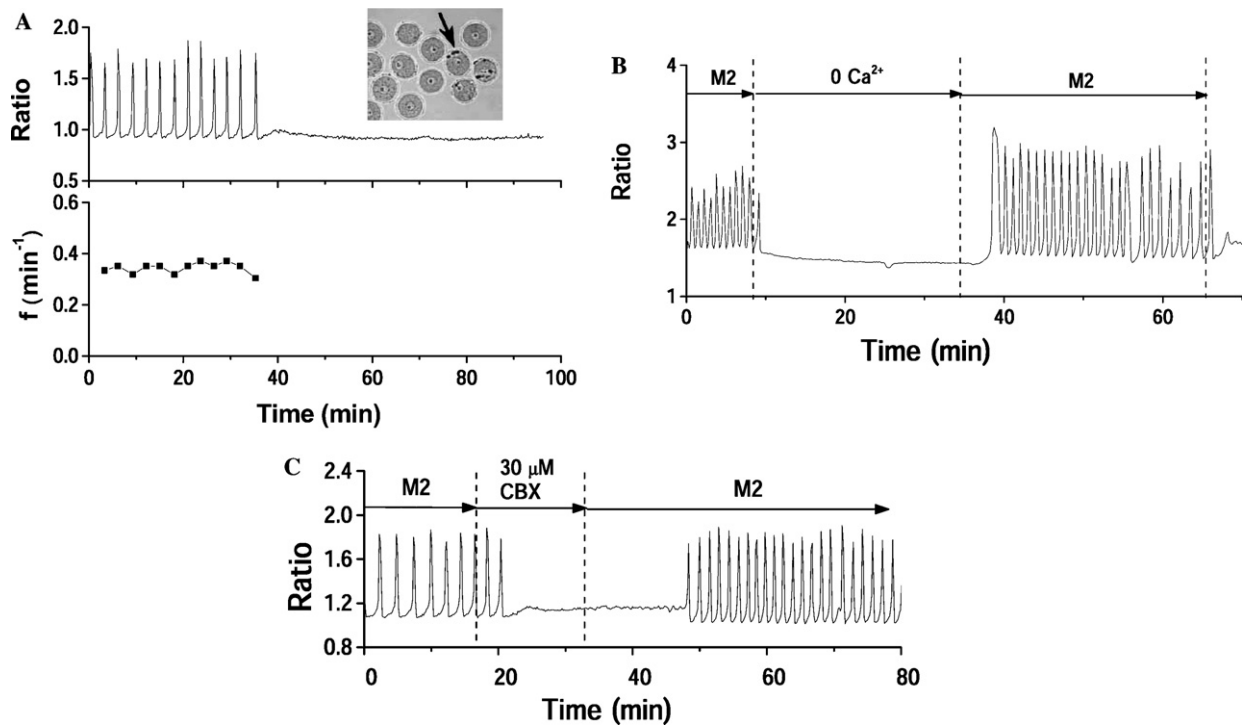 A
Ratio
2.0
1.5
1.0
0.5
f (min⁻¹)
0.6
0.4
0.2
0.0
0 20 40 60 80 100
Time (min)
B
M2 0 Ca²⁺ M2
Ratio
4
3
2
1
0 20 40 60
Time (min)
C
M2 30 μM CBX M2
Ratio
2.4
2.0
1.6
1.2
0.8
0 20 40 60 80
Time (min)